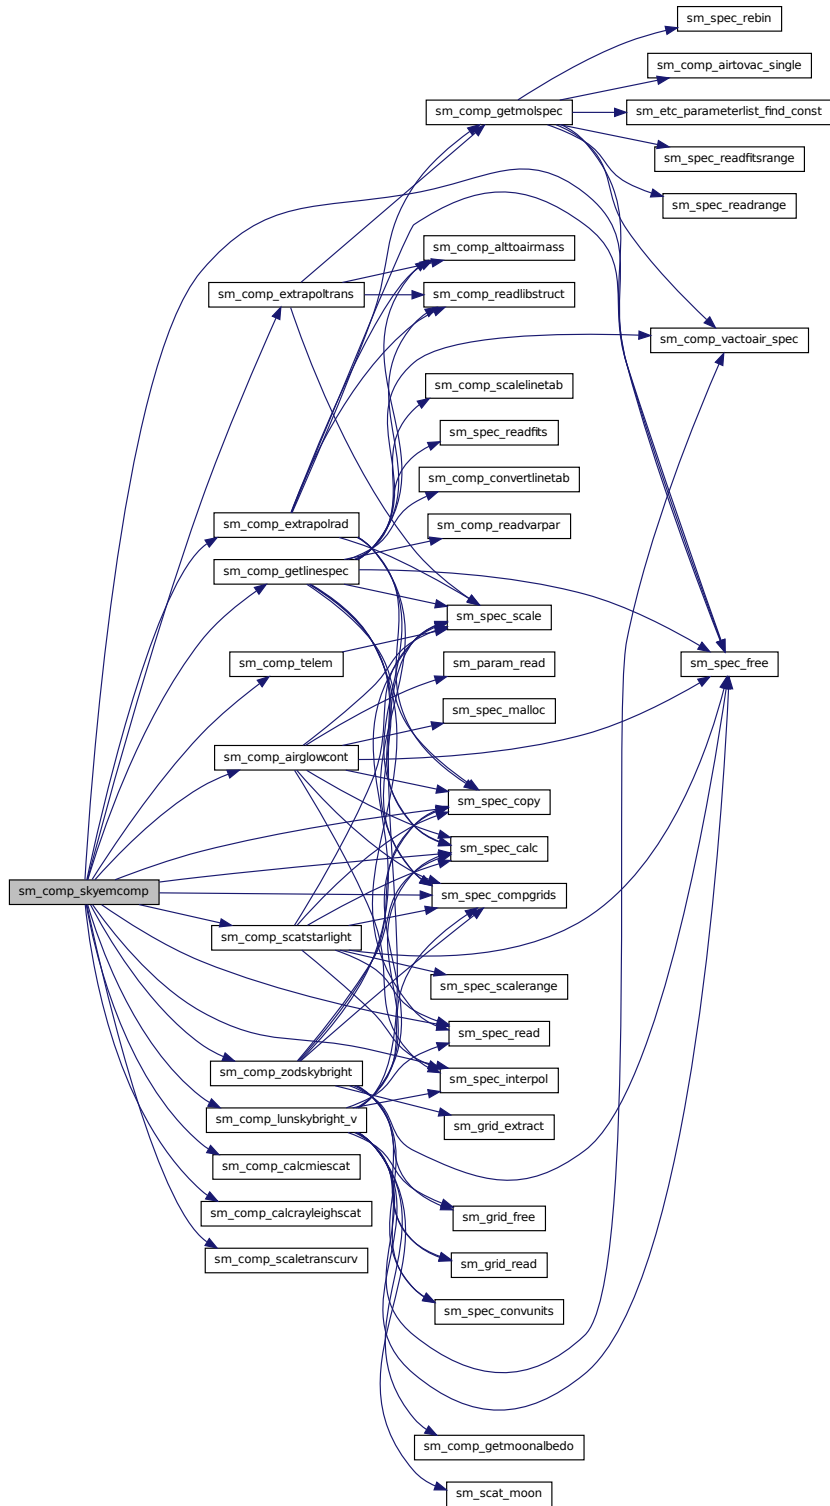 sm_spec_rebin
sm_comp_airtovac_single
sm_comp_getmolspec
sm_etc_parameterlist_find_const
sm_spec_readfitsrange
sm_spec_readrange
sm_comp_alttoairmass
sm_comp_extrapoltrans
sm_comp_readlibstruct
sm_comp_vactoair_spec
sm_comp_scalelinetab
sm_spec_readfits
sm_comp_convertlinetab
sm_comp_extrapolrad
sm_comp_readvarpar
sm_comp_getlinespec
sm_spec_scale
sm_comp_telem
sm_param_read
sm_spec_free
sm_spec_malloc
sm_comp_airglowcont
sm_spec_copy
sm_spec_calc
sm_comp_skyemcomp
sm_spec_compgrids
sm_comp_scatstarlight
sm_spec_scalerange
sm_spec_read
sm_comp_zodskybright
sm_spec_interpol
sm_comp_lunskybright_v
sm_grid_extract
sm_comp_calcmiescat
sm_comp_calcrayleighscat
sm_grid_free
sm_comp_scaletranscurv
sm_grid_read
sm_spec_convunits
sm_comp_getmoonalbedo
sm_scat_moon